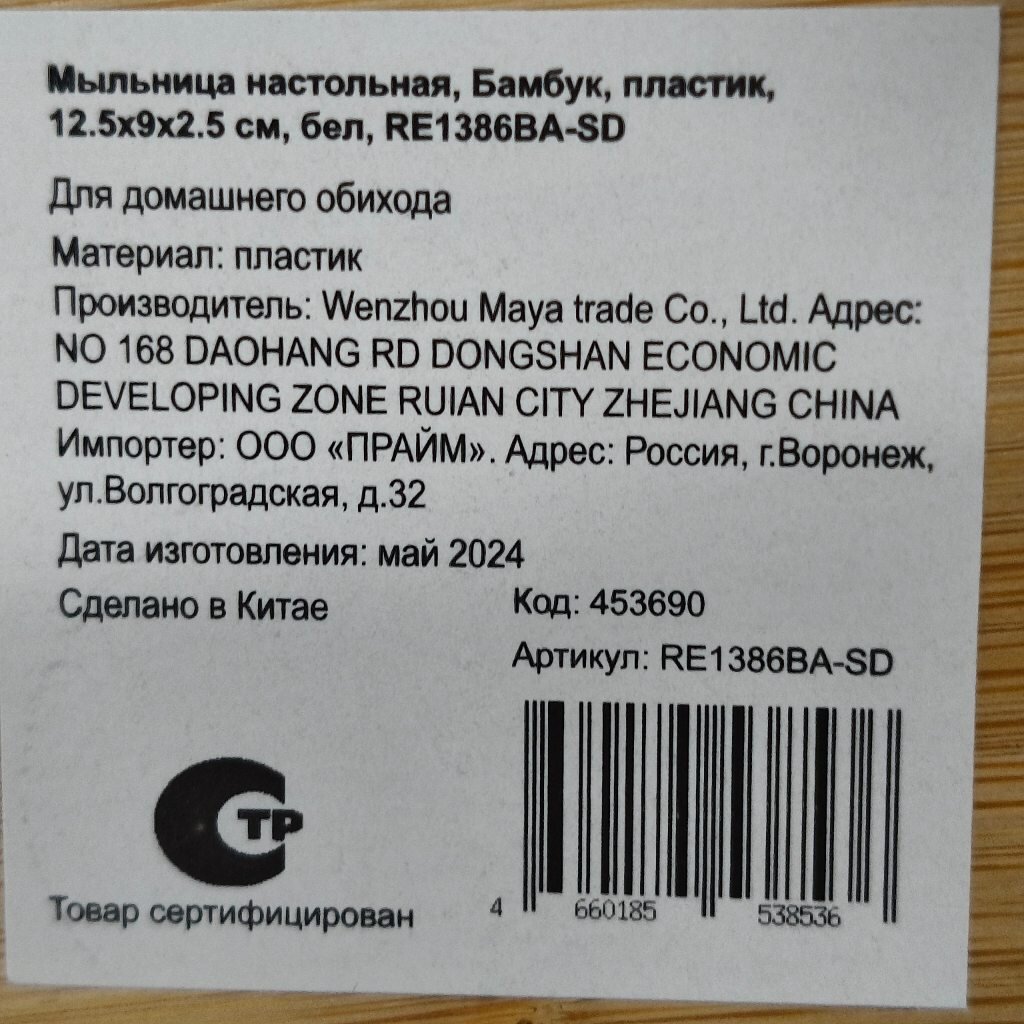 Мыльница настольная, Бамбук, пластик,
12.5x9x2.5 см, бел, RE1386BA-SD
Для домашнего обихода
Материал: пластик
Производитель: Wenzhou Maya trade Co., Ltd. Адрес:
NO 168 DAOHANG RD DONGSHAN ECONOMIC
DEVELOPING ZONE RUIAN CITY ZHEJIANG CHINA
Импортер: ООО «ПРАЙМ». Адрес: Россия, г.Воронеж,
ул.Волгоградская, д.32
Дата изготовления: май 2024
Сделано в Китае
Код: 453690
Артикул: RE1386BA-SD
СТР
Товар сертифицирован
4 660185 538536